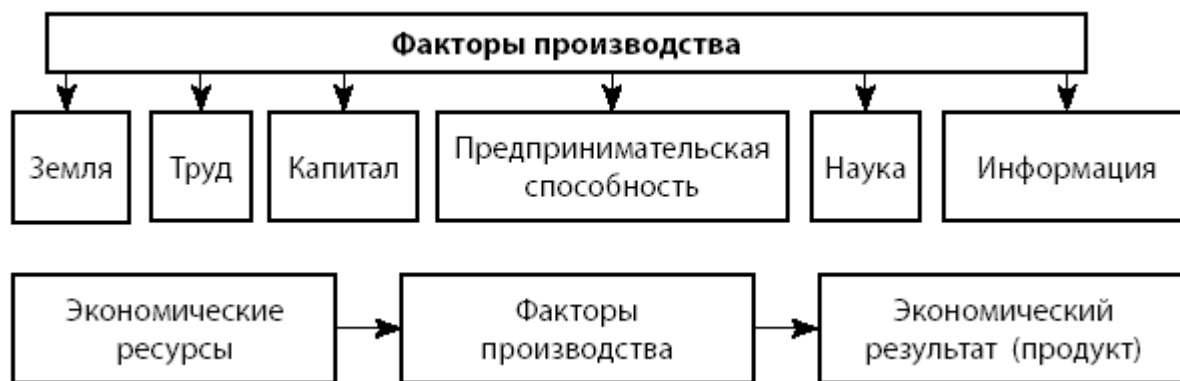 Факторы производства
Земля
Труд
Капитал
Предпринимательская
способность
Наука
Информация
Экономические
ресурсы
Факторы
производства
Экономический
результат (продукт)